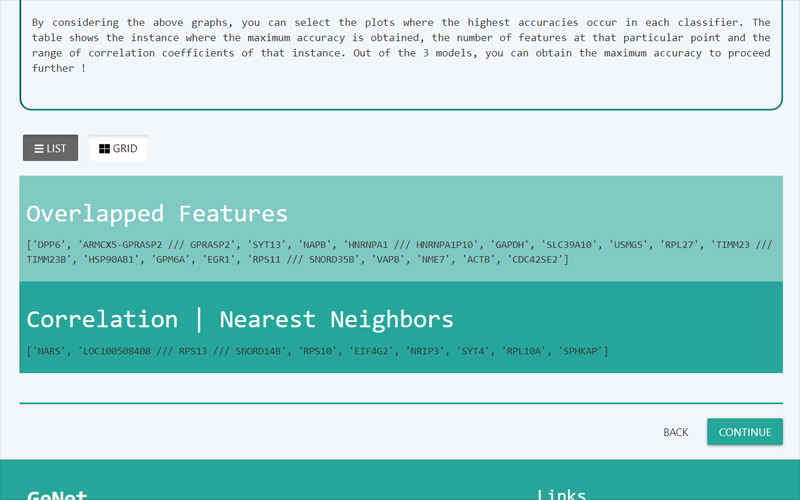 By considering the above graphs, you can select the plots where the highest accuracies occur in each classifier. The
table shows the instance where the maximum accuracy is obtained, the number of features at that particular point and the
range of correlation coefficients of that instance. Out of the 3 models, you can obtain the maximum accuracy to proceed
further !
LIST
GRID
Overlapped Features
['DPP6', 'ARMCX5-GPRASP2 /// GPRASP2', 'SYT13', 'NAPB', 'HNRNPA1 /// HNRNPA1P10', 'GAPDH', 'SLC39A10', 'USMG5', 'RPL27', 'TIMM23 ///
TIMM23B', 'HSP90AB1', 'GPM6A', 'EGR1', 'RPS11 /// SNORD35B', 'VAPB', 'NME7', 'ACTB', 'CDC42SE2']
Correlation | Nearest Neighbors
['NARS', 'LOC100508408 /// RPS13 /// SNORD14B', 'RPS10', 'EIF4G2', 'NRIP3', 'SYT4', 'RPL10A', 'SPHKAP']
BACK
CONTINUE
GeNet
Links